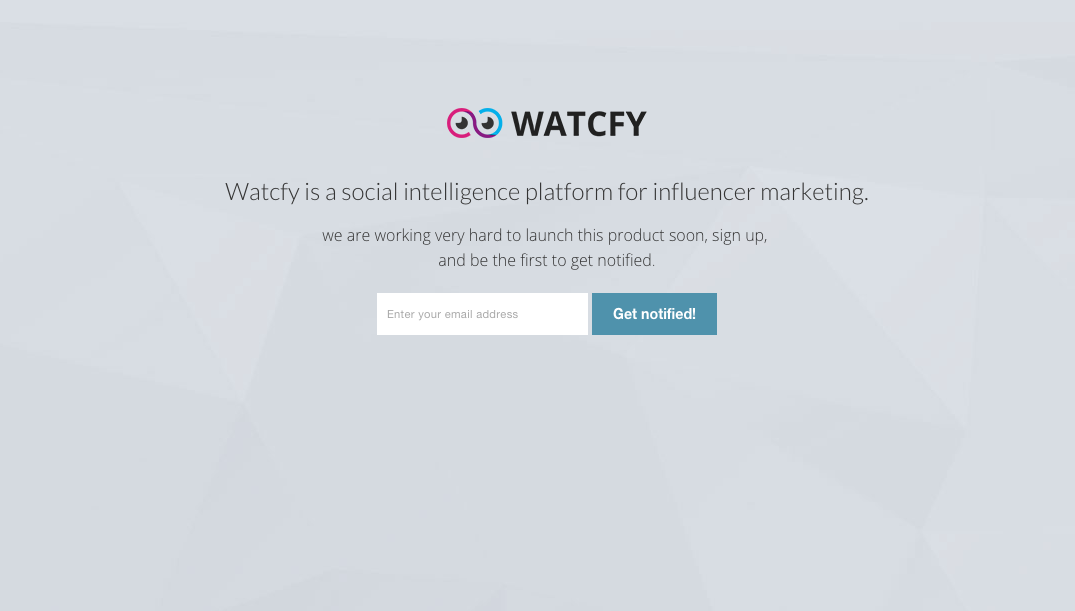 WATCFY
Watcfy is a social intelligence platform for influencer marketing.
we are working very hard to launch this product soon, sign up,
and be the first to get notified.
Enter your email address
Get notified!